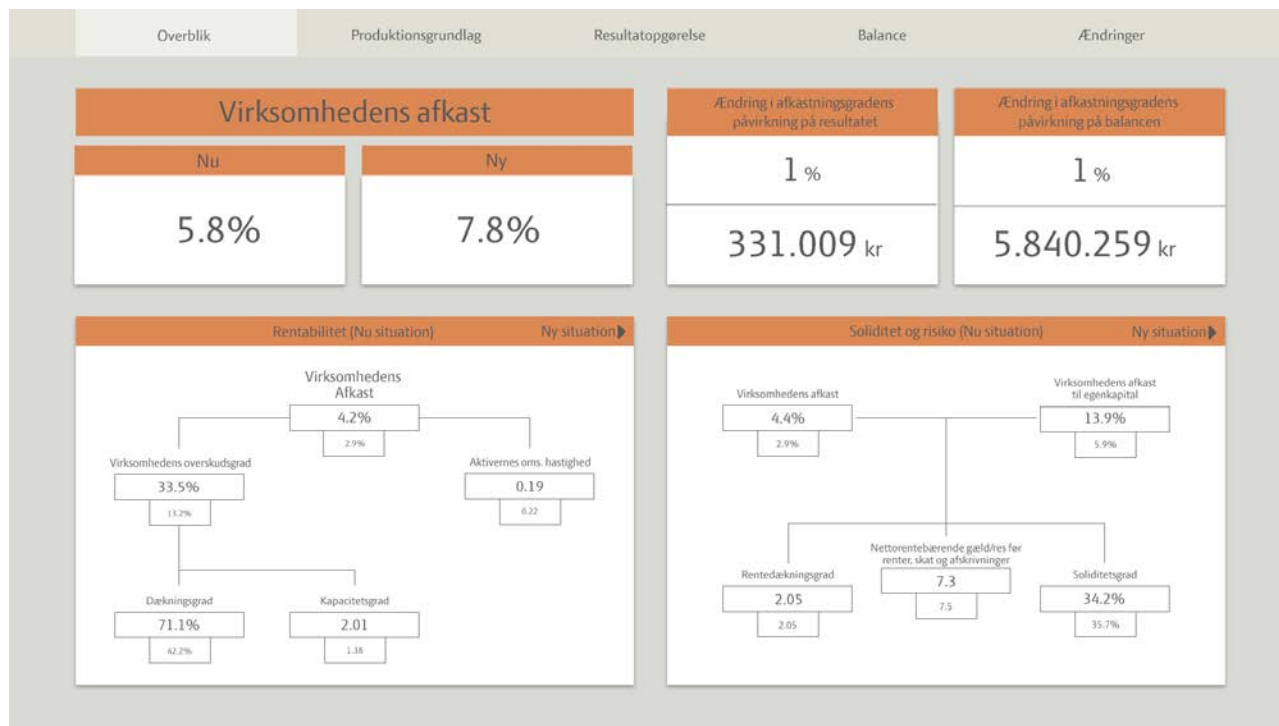 Overblik
Produktionsgrundlag
Resultatopgørelse
Balance
Ændringer
Virksomhedens afkast
Nu
Ny
5.8%
7.8%
Ændring i afkastningsgradens
påvirkning på resultatet
1 %
331.009 kr
Ændring i afkastningsgradens
påvirkning på balancen
1 %
5.840.259 kr
Rentabilitet (Nu situation)
Ny situation
Virksomhedens
Afkast
4.2%
2.9%
Virksomhedens overskudsgrad
33.5%
13.2%
Aktivernes oms. hastighed
0.19
0.22
Dækningsgrad
71.1%
42.2%
Kapacitetsgrad
2.01
1.38
Soliditet og risiko (Nu situation)
Ny situation
Virksomhedens afkast
4.4%
2.9%
Virksomhedens afkast
til egenkapital
13.9%
5.9%
Rentedækningsgrad
2.05
2.05
Nettorentebærende gæld/res før
renter, skat og afskrivninger
7.3
7.5
Soliditetsgrad
34.2%
35.7%